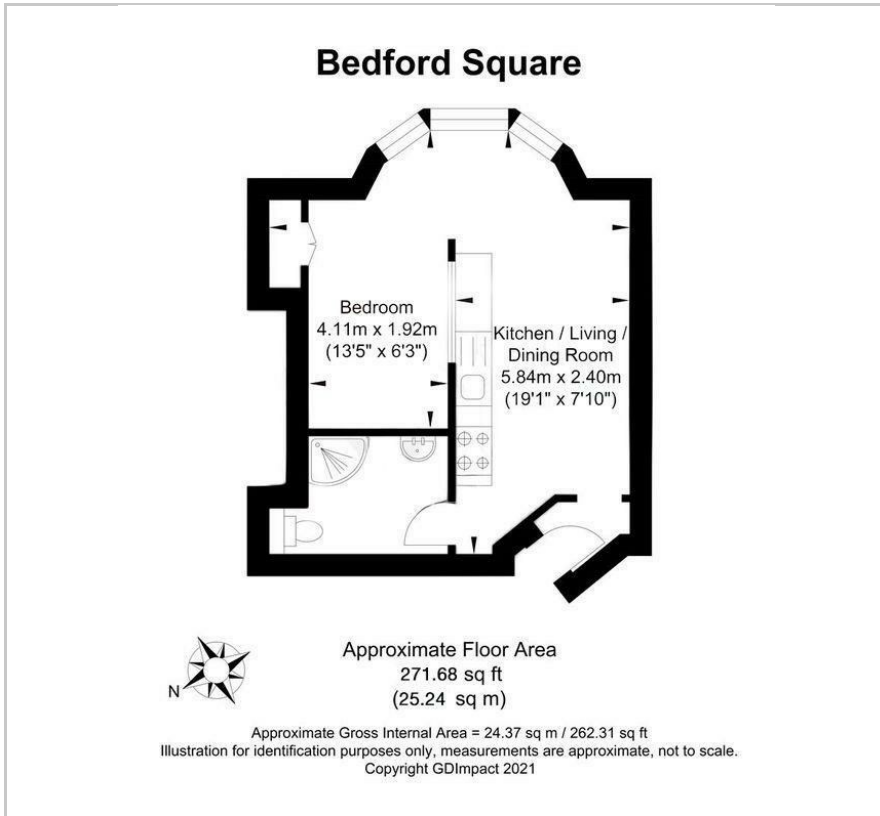 Bedford Square
Bedroom
4.11m x 1.92m
(13'5" x 6'3")
Kitchen / Living /
Dining Room
5.84m x 2.40m
(19'1" x 7'10")
N
Approximate Floor Area
271.68 sq ft
(25.24 sq m)
Approximate Gross Internal Area = 24.37 sq m / 262.31 sq ft
Illustration for identification purposes only, measurements are approximate, not to scale.
Copyright GDImpact 2021